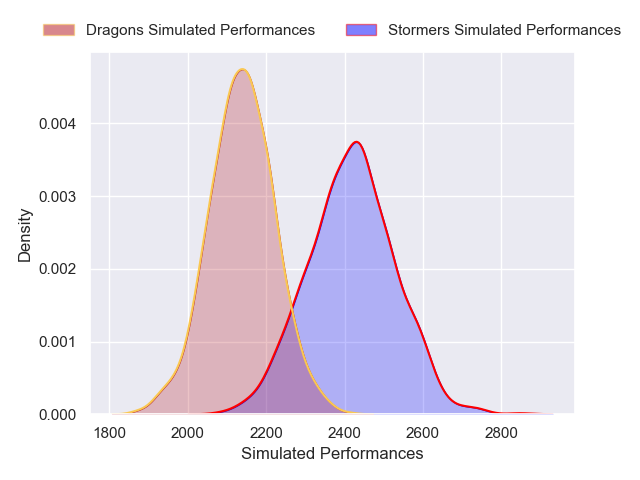 Dragons Simulated Performances
Stormers Simulated Performances
Density
0.004
0.003
0.002
0.001
0.000
1800 2000 2200 2400 2600 2800
Simulated Performances